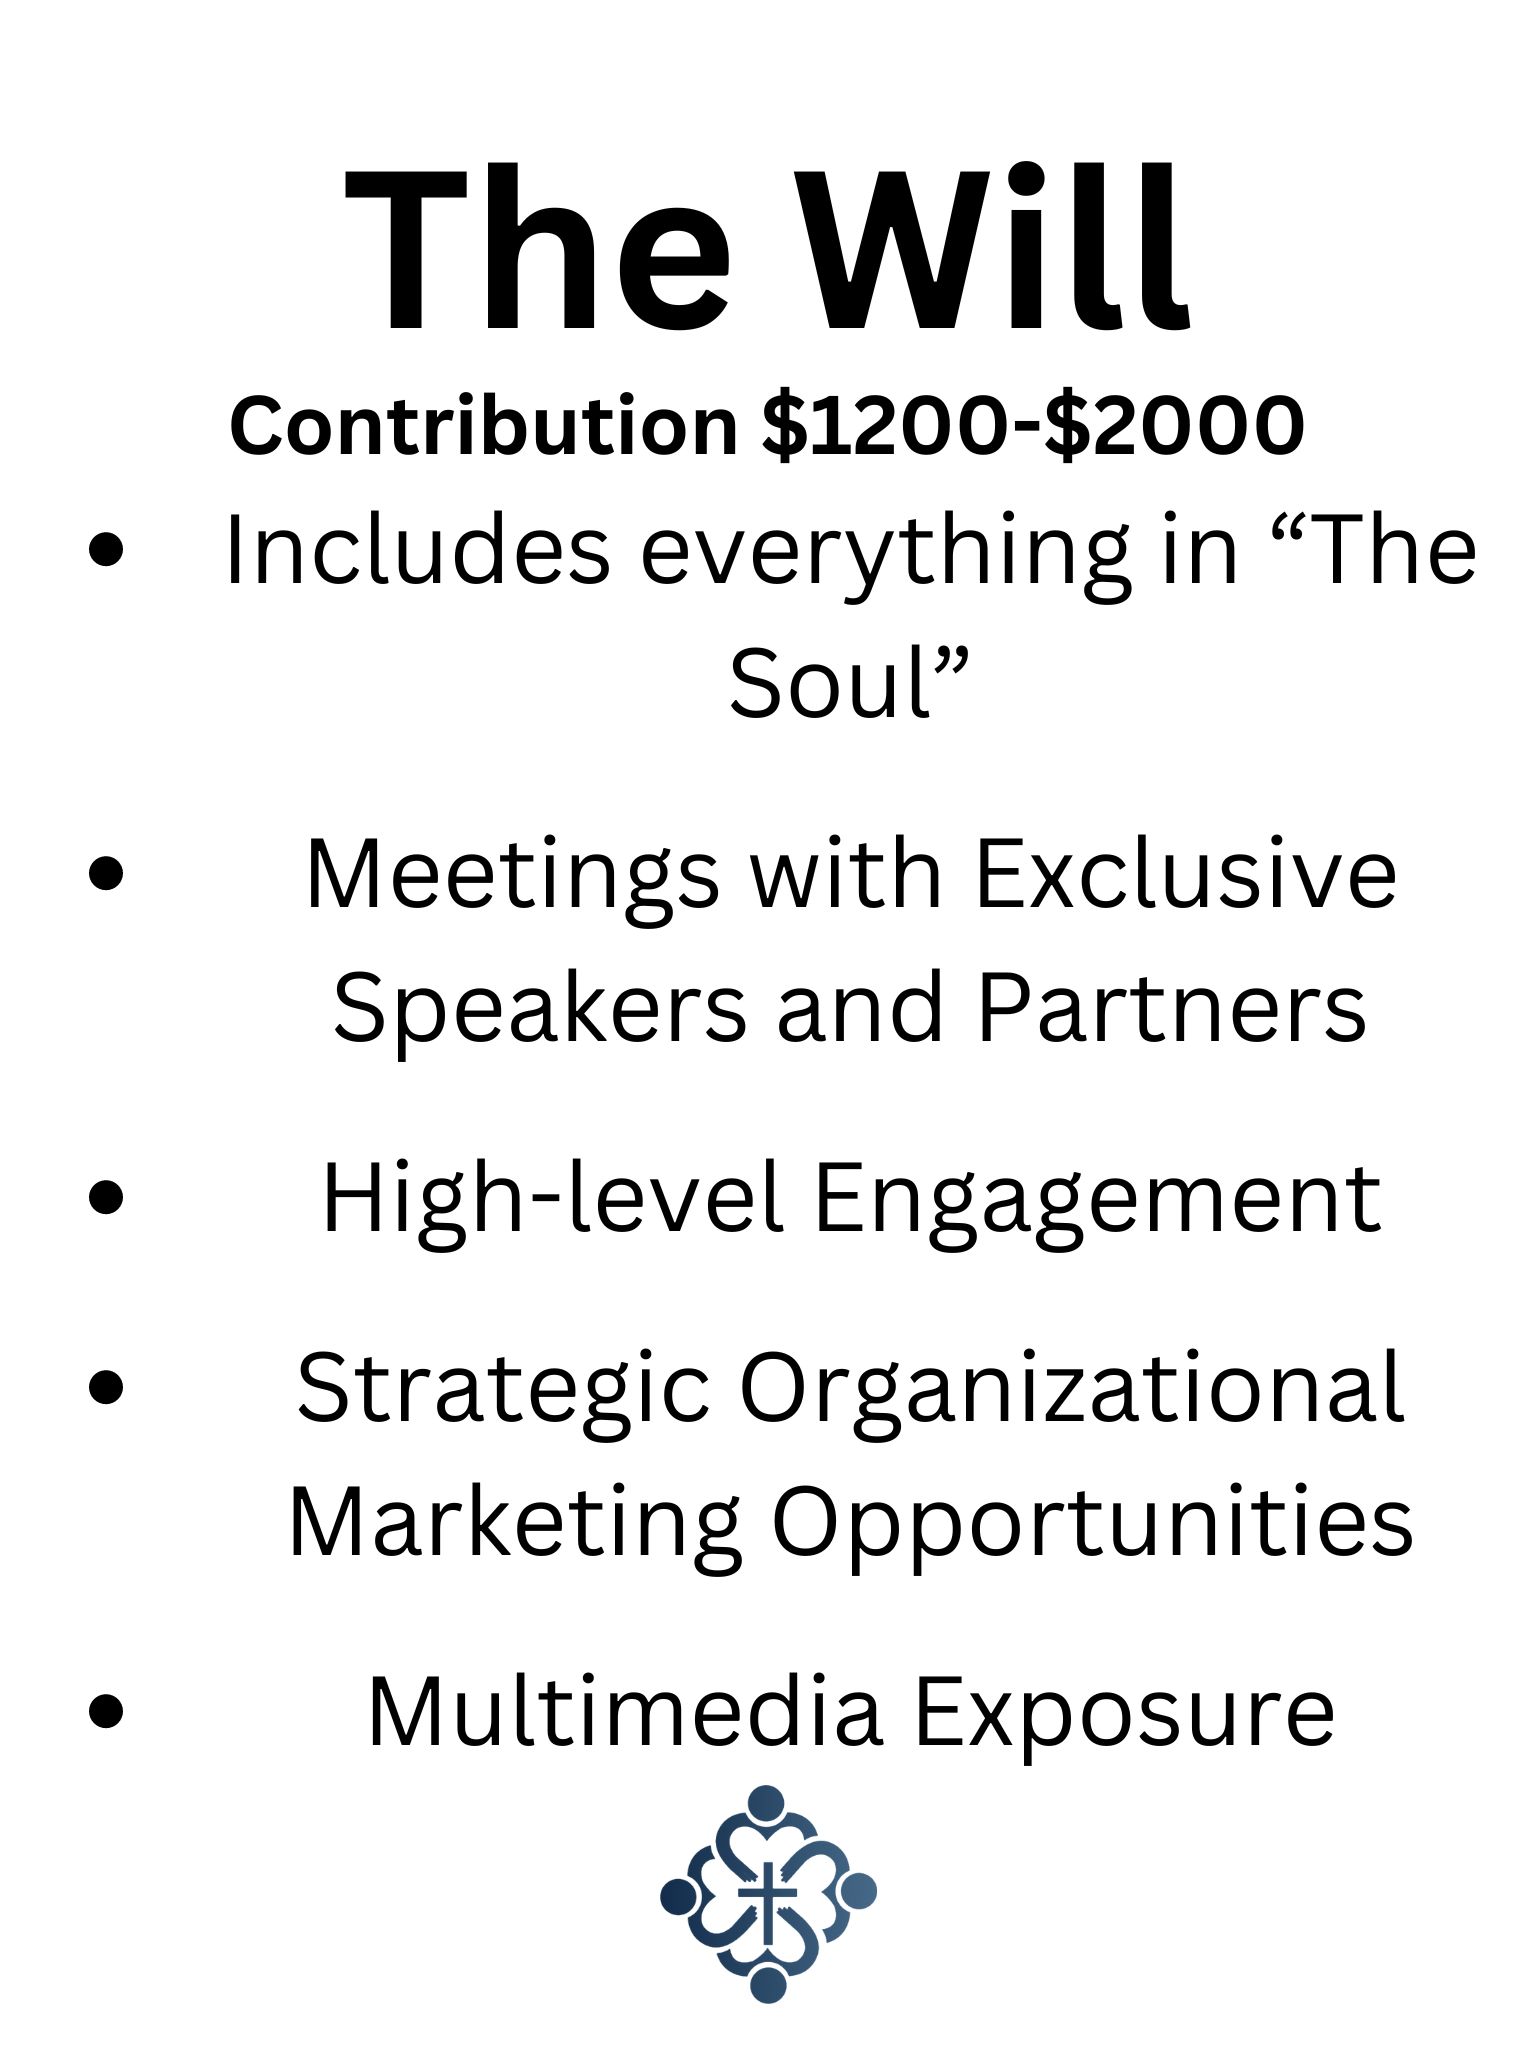 The Will
Contribution $1200-$2000
• Includes everything in “The
Soul”
• Meetings with Exclusive
Speakers and Partners
• High-level Engagement
• Strategic Organizational
Marketing Opportunities
• Multimedia Exposure